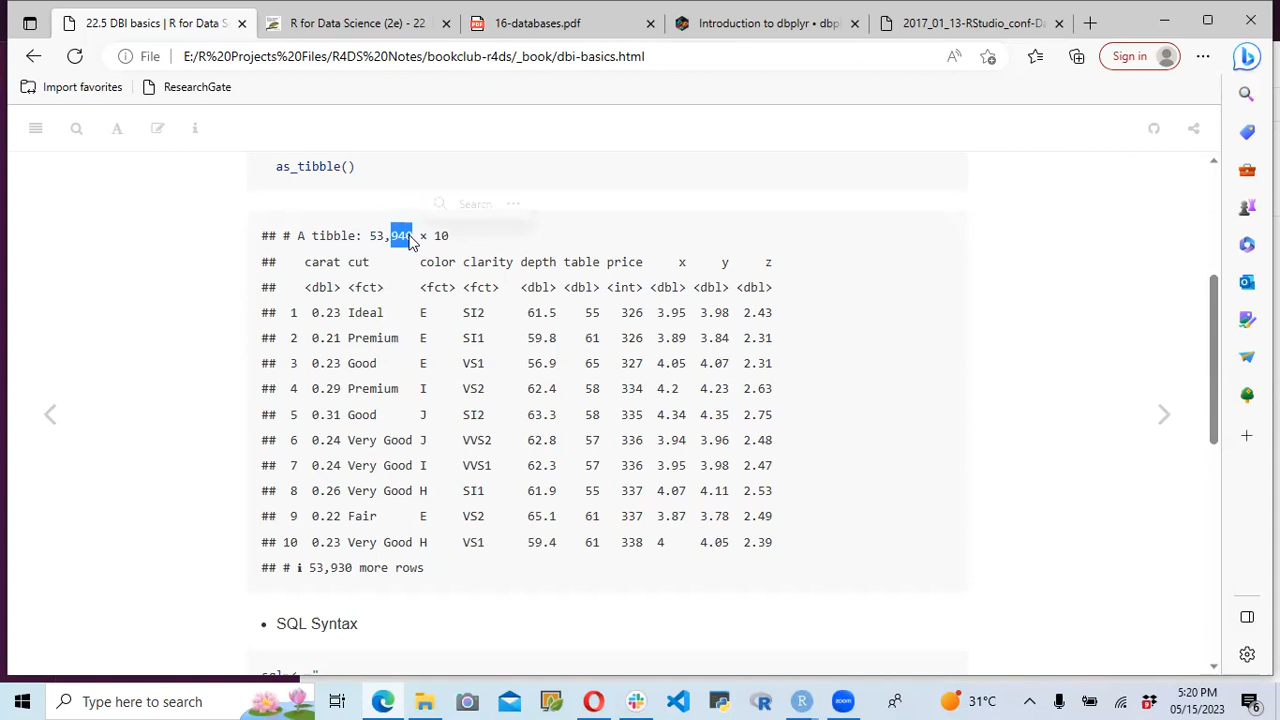 22.5 DBI basics | R for Data S
R for Data Science (2e) - 22
16-databases.pdf
Introduction to dbplyr • dbp
2017_01_13-RStudio_conf-Da
File
E:/R%20Projects%20Files/R4DS%20Notes/bookclub-r4ds/_book/dbi-basics.html
Sign in
Import favorites
ResearchGate
as_tibble()
Search
## # A tibble: 53,940 × 10
## carat cut color clarity depth table price x y z
## <dbl> <fct> <fct> <fct> <dbl> <dbl> <int> <dbl> <dbl> <dbl>
## 1 0.23 Ideal E SI2 61.5 55 326 3.95 3.98 2.43
## 2 0.21 Premium E SI1 59.8 61 326 3.89 3.84 2.31
## 3 0.23 Good E VS1 56.9 65 327 4.05 4.07 2.31
## 4 0.29 Premium I VS2 62.4 58 334 4.2 4.23 2.63
## 5 0.31 Good J SI2 63.3 58 335 4.34 4.35 2.75
## 6 0.24 Very Good J VVS2 62.8 57 336 3.94 3.96 2.48
## 7 0.24 Very Good I VVS1 62.3 57 336 3.95 3.98 2.47
## 8 0.26 Very Good H SI1 61.9 55 337 4.07 4.11 2.53
## 9 0.22 Fair E VS2 65.1 61 337 3.87 3.78 2.49
## 10 0.23 Very Good H VS1 59.4 61 338 4 4.05 2.39
## # ℹ 53,930 more rows
• SQL Syntax
Type here to search
31°C
5:20 PM
05/15/2023
6